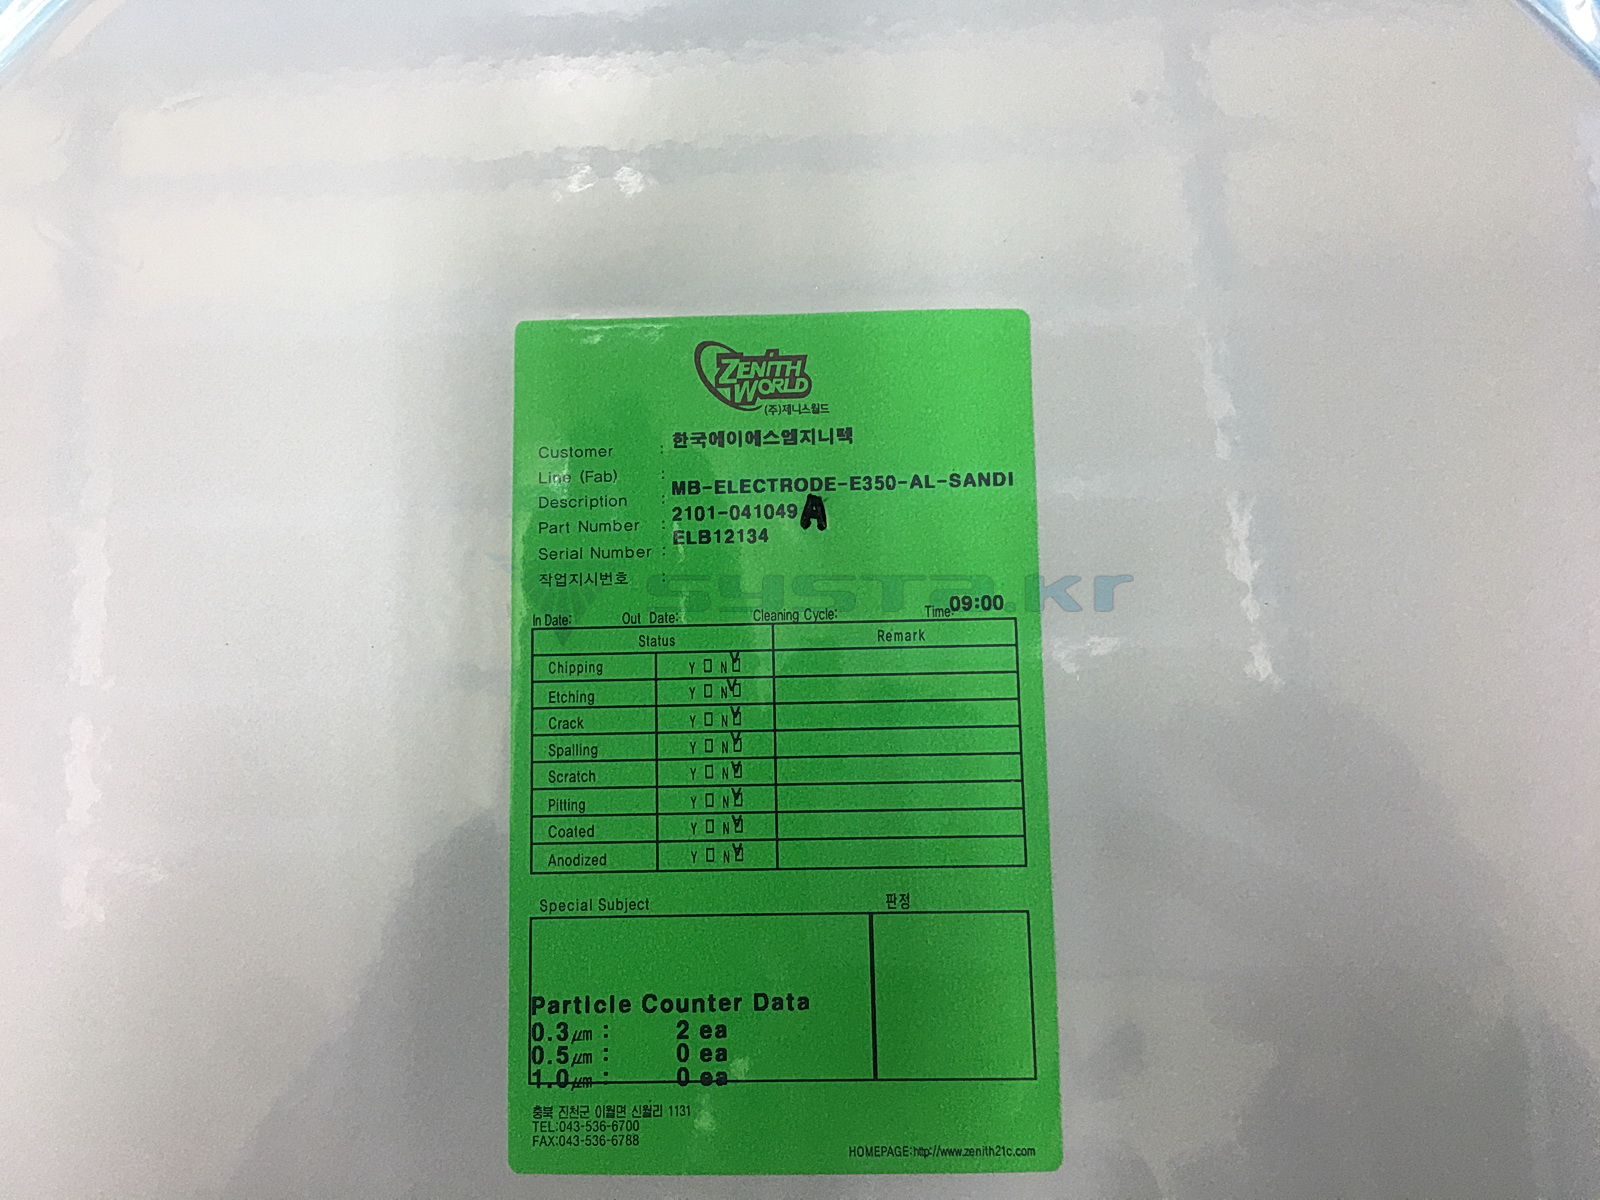 ZENITH
WORLD
(주)제니스월드
Customer : 한국에이에스엠지니텍
Line (Fab) :
Description : MB-ELECTRODE-E350-AL-SANDI
Part Number : 2101-041049 A
Serial Number : ELB12134
작업지시번호 :
systa.kr
In Date: Out Date: Cleaning Cycle: Time: 09:00
Status Remark
Chipping Y N
Etching Y N
Crack Y N
Spalling Y N
Scratch Y N
Pitting Y N
Coated Y N
Anodized Y N
Special Subject 판정
Particle Counter Data
0.3㎛ : 2 ea
0.5㎛ : 0 ea
1.0㎛ : 0 ea
충북 진천군 이월면 신월리 1131
TEL:043-536-6700
FAX:043-536-6788
HOMEPAGE:http://www.zenith21c.com